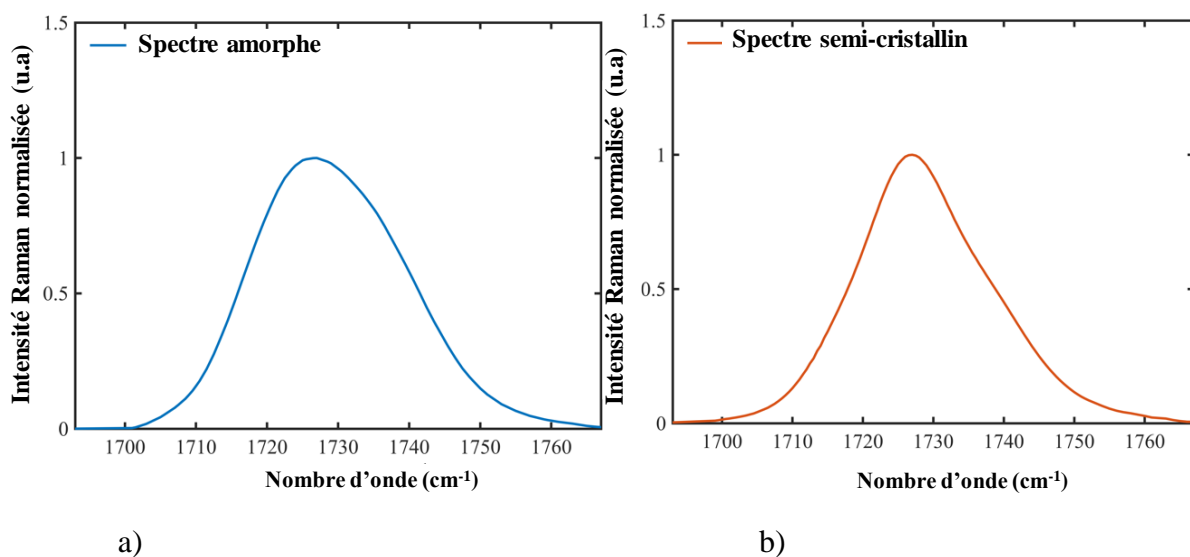 1.5
Spectre amorphe
1
0.5
0
Intensité Raman normalisée (u.a)
1700 1710 1720 1730 1740 1750 1760
Nombre d'onde (cm⁻¹)
a)
1.5
Spectre semi-cristallin
1
0.5
0
Intensité Raman normalisée (u.a)
1700 1710 1720 1730 1740 1750 1760
Nombre d'onde (cm⁻¹)
b)